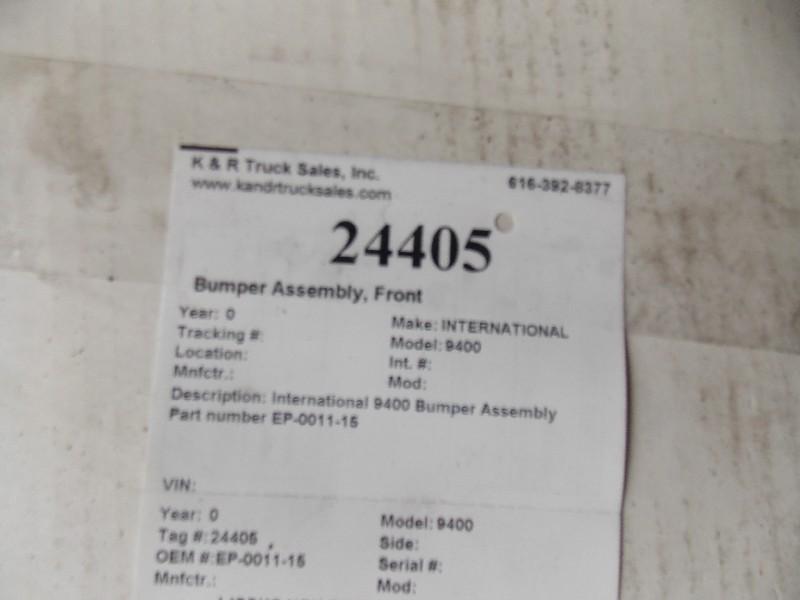 K & R Truck Sales, Inc. 616-392-8377
www.kandrtrucksales.com
24405
Bumper Assembly, Front
Year: 0 Make: INTERNATIONAL
Tracking #: Model: 9400
Location: Int. #:
Mnfctr.: Mod:
Description: International 9400 Bumper Assembly
Part number EP-0011-15
VIN:
Year: 0 Model: 9400
Tag #: 24405 Side:
OEM #:EP-0011-15 Serial #:
Mnfctr.: Mod: